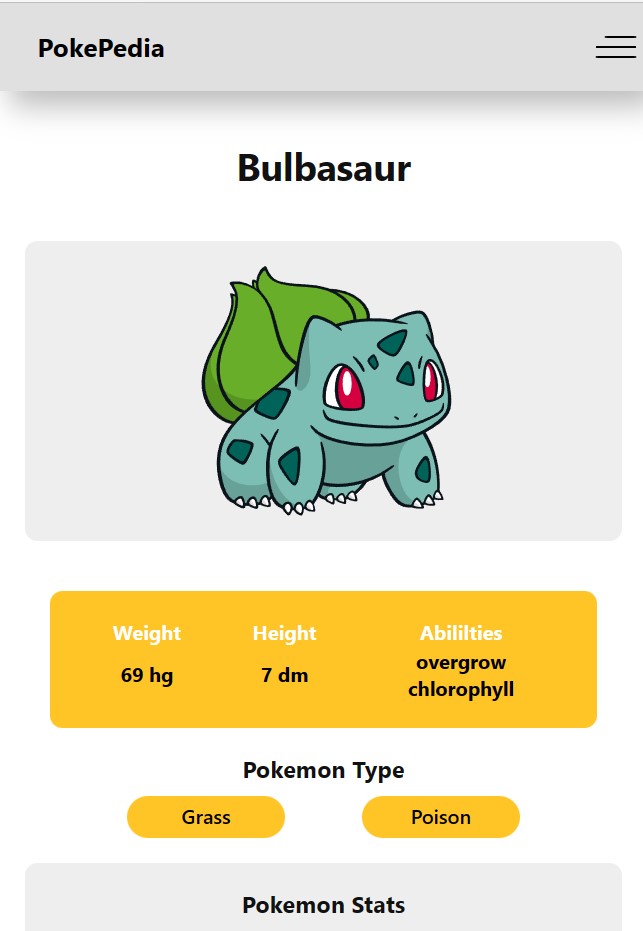 PokePedia
Bulbasaur
Weight Height Abililties
69 hg 7 dm overgrow
chlorophyll
Pokemon Type
Grass Poison
Pokemon Stats